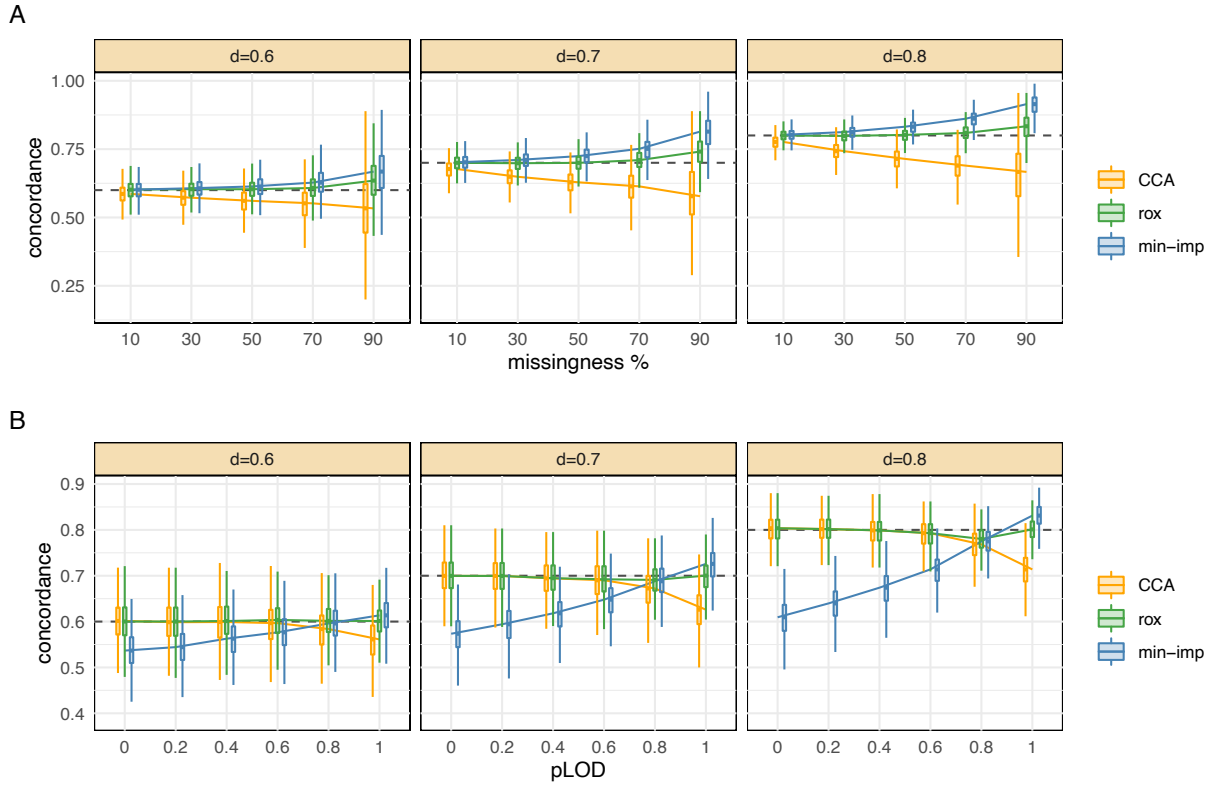 A
d=0.6 d=0.7 d=0.8
1.00
0.75
0.50
0.25
concordance
10 30 50 70 90 10 30 50 70 90 10 30 50 70 90
missingness %
CCA
rox
min−imp
B
d=0.6 d=0.7 d=0.8
0.9
0.8
0.7
0.6
0.5
0.4
concordance
0 0.2 0.4 0.6 0.8 1 0 0.2 0.4 0.6 0.8 1 0 0.2 0.4 0.6 0.8 1
pLOD
CCA
rox
min−imp